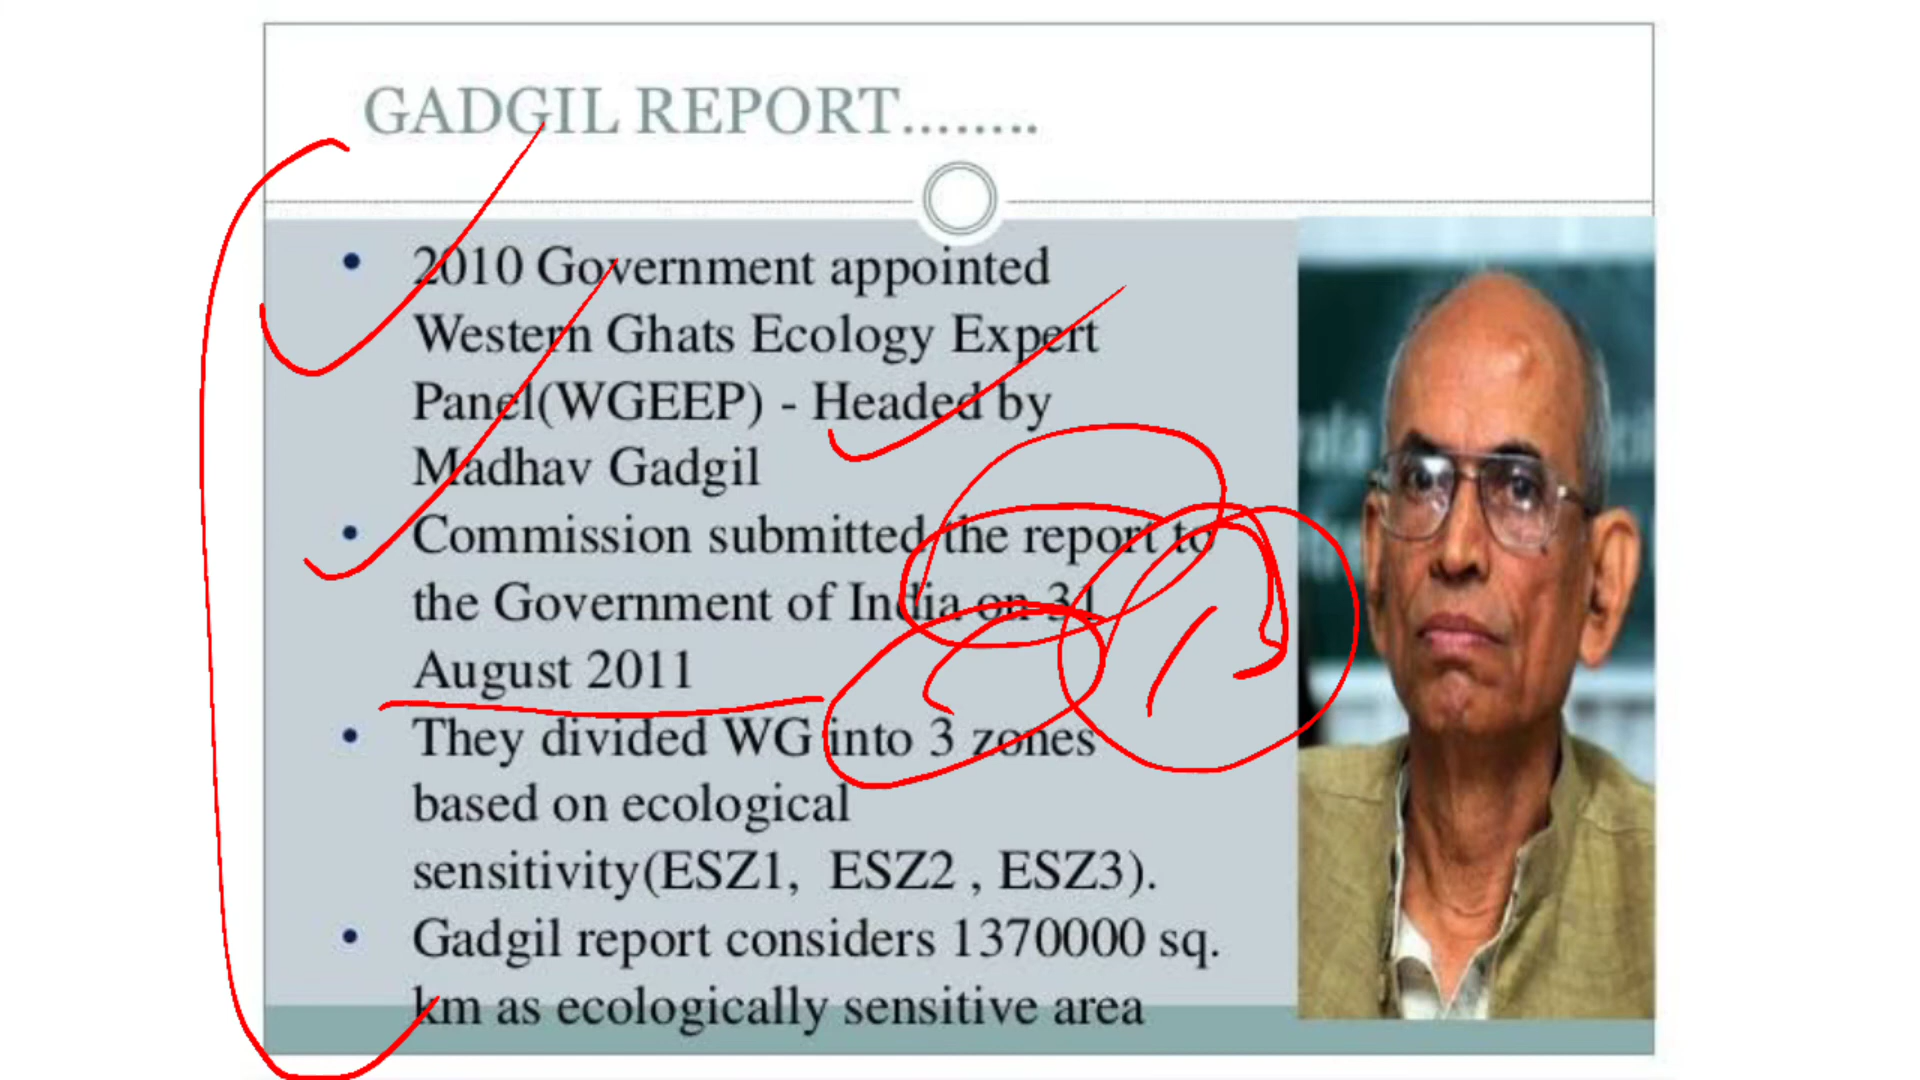 GADGIL REPORT........
• 2010 Government appointed
Western Ghats Ecology Expert
Panel(WGEEP) - Headed by
Madhav Gadgil
• Commission submitted the report to
the Government of India on 31
August 2011
• They divided WG into 3 zones
based on ecological
sensitivity(ESZ1, ESZ2 , ESZ3).
• Gadgil report considers 1370000 sq.
km as ecologically sensitive area